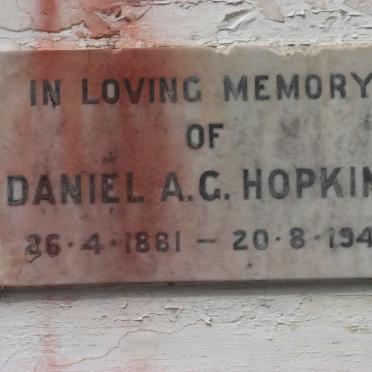 IN LOVING MEMORY
OF
DANIEL A.G. HOPKIN
26·4·1881 – 20·8·194